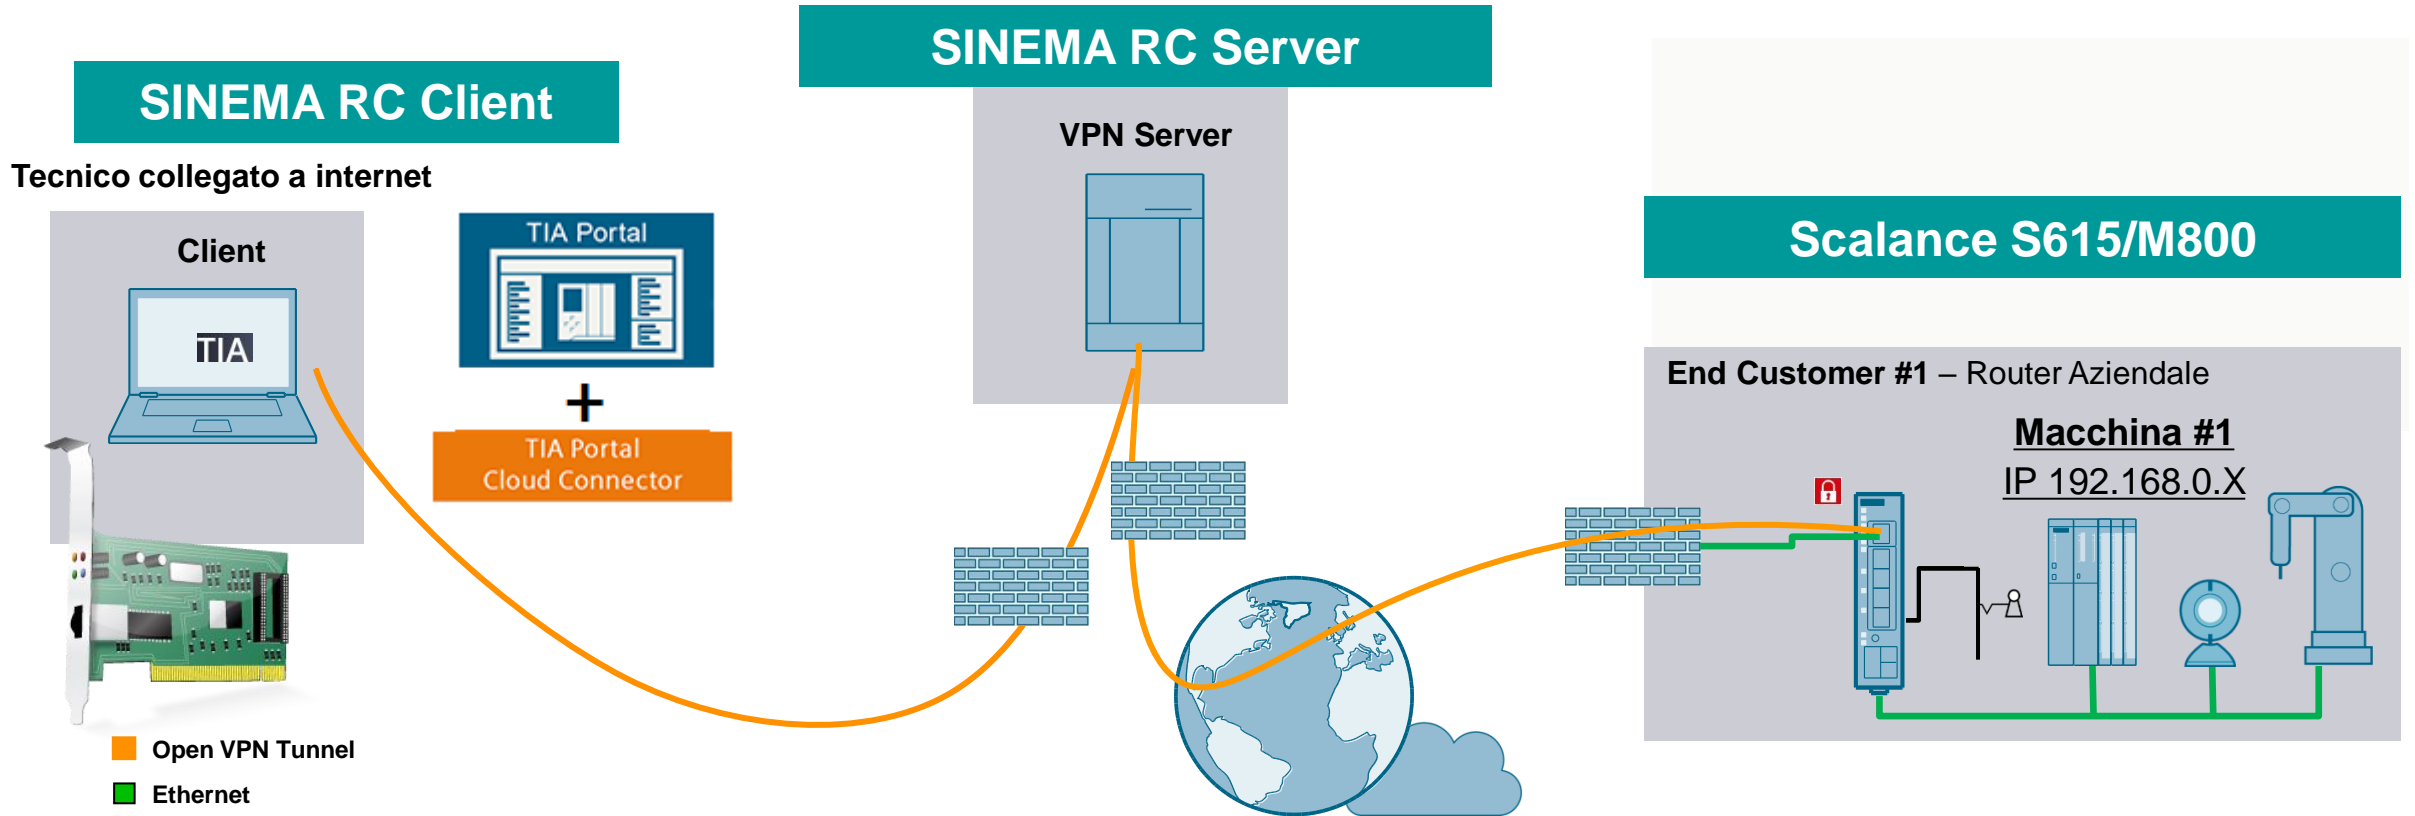 SINEMA RC Server
SINEMA RC Client
VPN Server
Tecnico collegato a internet
Client
TIA Portal
Scalance S615/M800
TIA
End Customer #1 – Router Aziendale
TIA Portal
Cloud Connector
Macchina #1
IP 192.168.0.X
Open VPN Tunnel
Ethernet